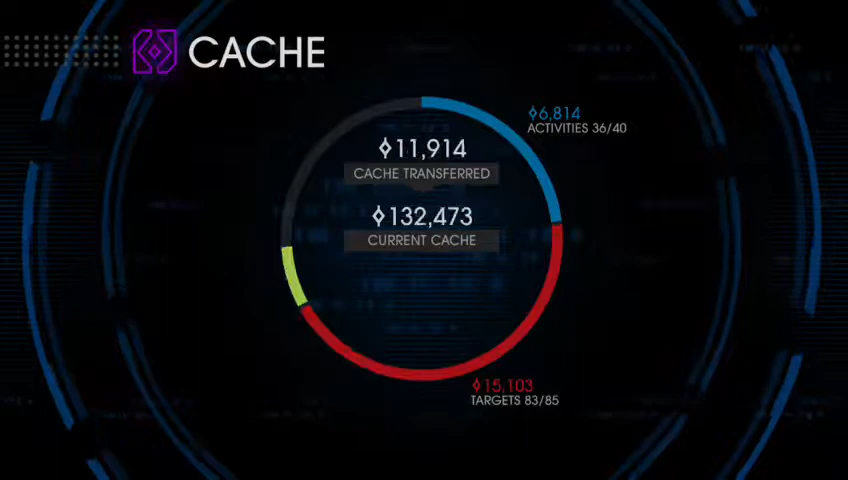 CACHE
6,814
ACTIVITIES 36/40
11,914
CACHE TRANSFERRED
132,473
CURRENT CACHE
15,103
TARGETS 83/85